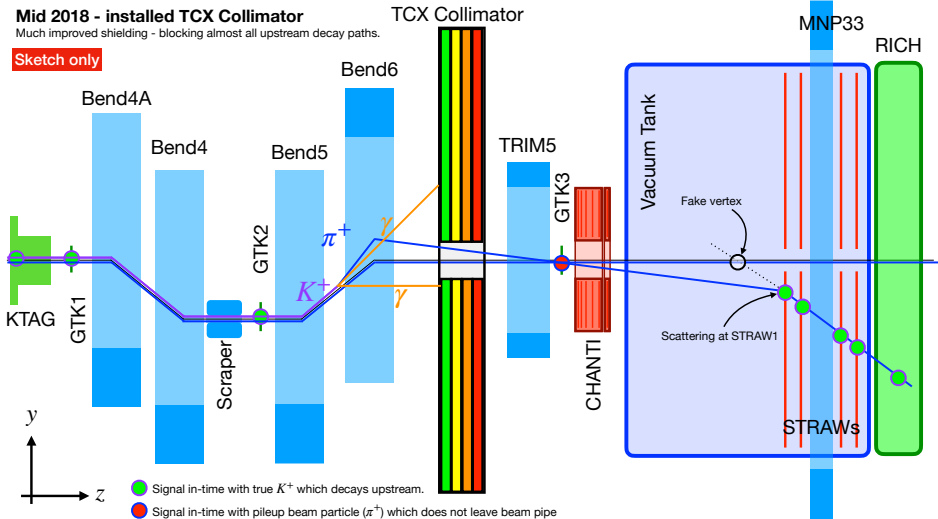 Mid 2018 - installed TCX Collimator
Much improved shielding - blocking almost all upstream decay paths.
Sketch only
TCX Collimator
MNP33
RICH
Bend6
Bend4A
Bend4
Bend5
TRIM5
GTK3
Vacuum Tank
Fake vertex
GTK2
π+
γ
K+
γ
KTAG
GTK1
Scraper
CHANTI
Scattering at STRAW1
STRAWs
y
z
Signal in-time with true K+ which decays upstream.
Signal in-time with pileup beam particle (π+) which does not leave beam pipe